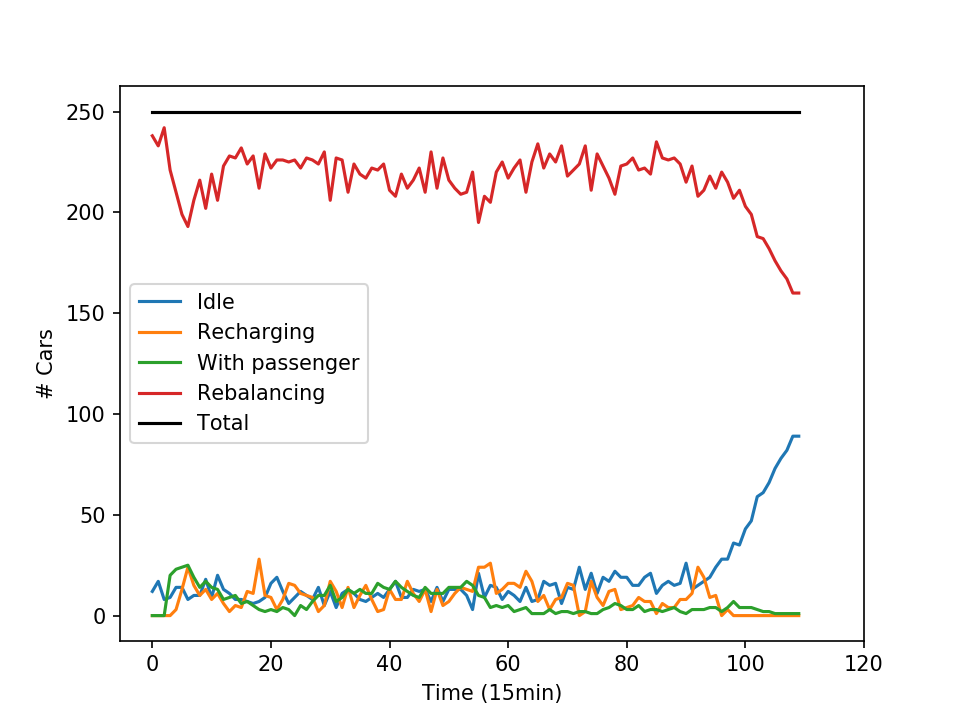 250
200
150
100
50
0
# Cars
Idle
Recharging
With passenger
Rebalancing
Total
0 20 40 60 80 100 120
Time (15min)